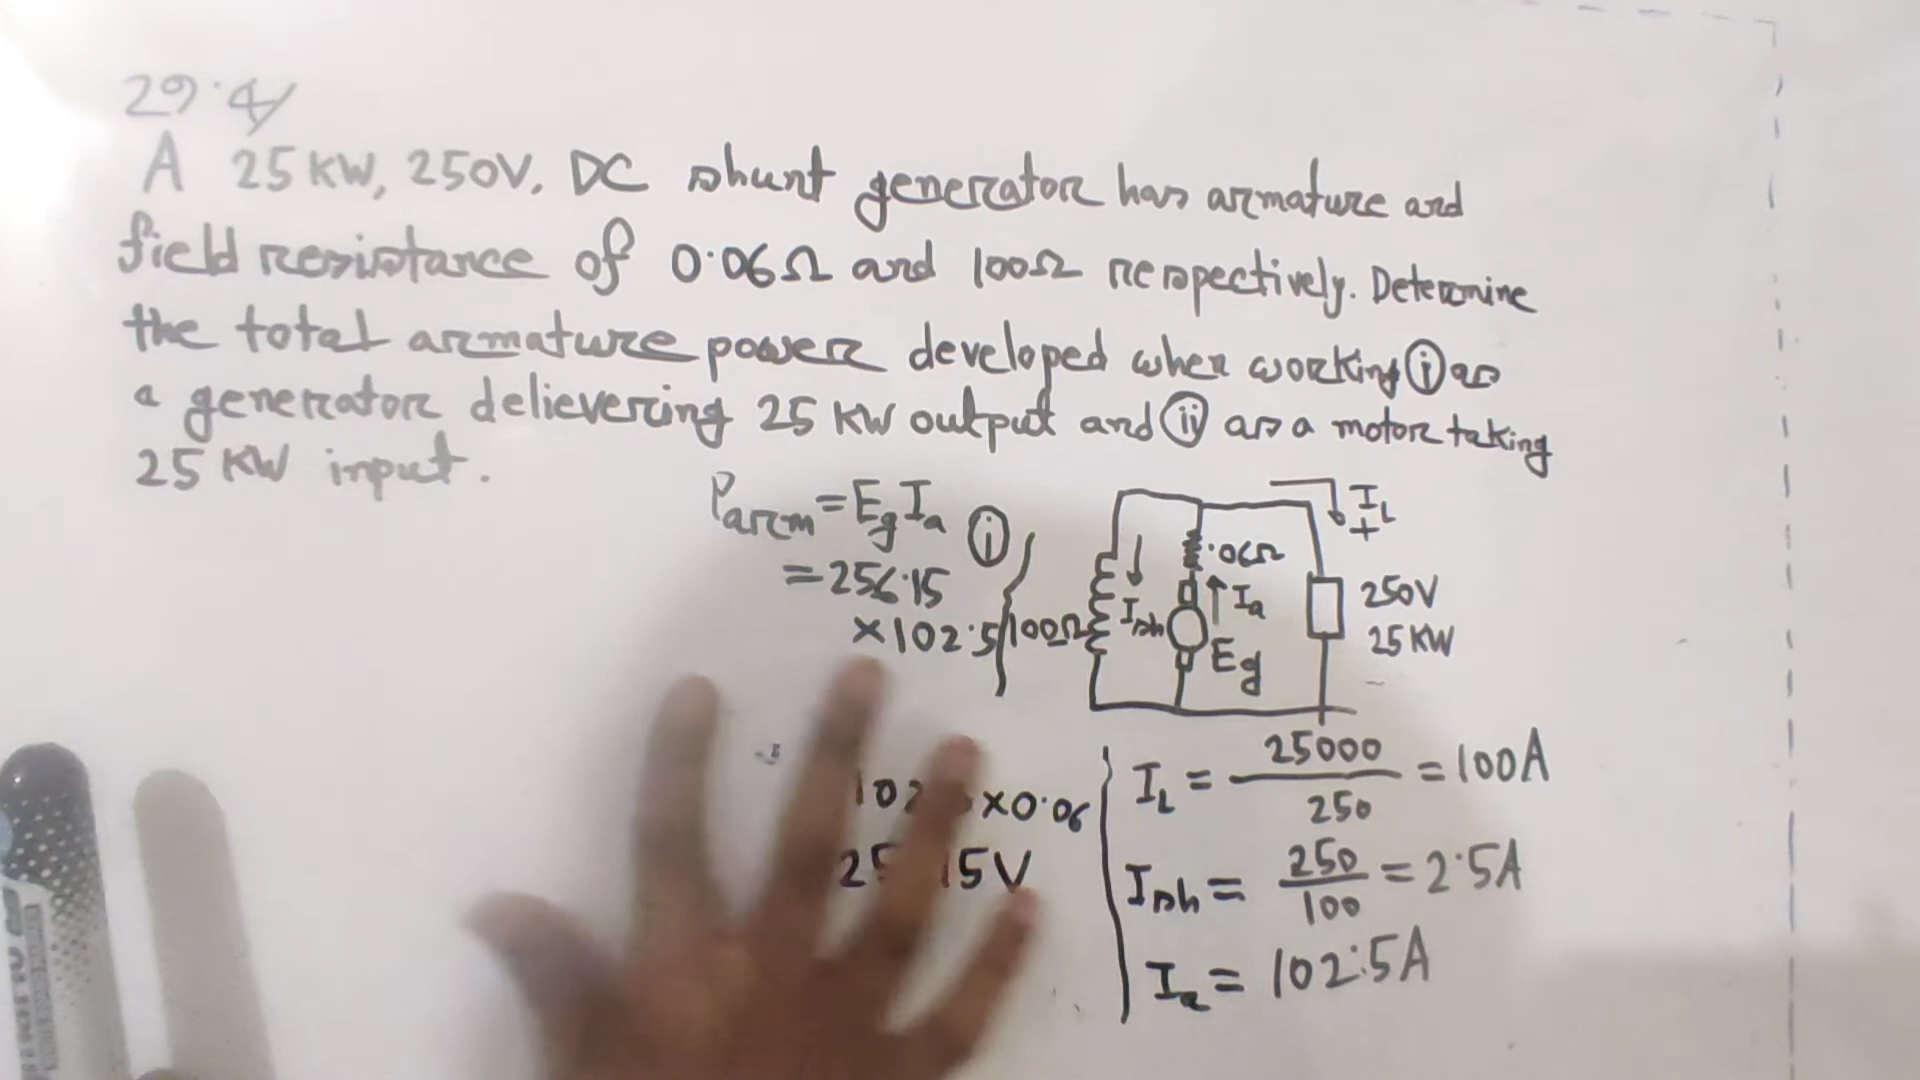 29.4/
A 25 KW, 250V, DC shunt generator has armature and
field resistance of 0.06Ω and 100Ω respectively. Determine
the total armature power developed when working (i) as
a generator delievering 25 KW output and (ii) as a motor taking
25 KW input.
Parm = EgIa
= 256.15
×102.5
(i)
100Ω
Ish
.06Ω
Ia
Eg
IL
+
250V
25 KW
×0.06
15V
IL = 25000 / 250 = 100A
Ish = 250 / 100 = 2.5A
Ia = 102.5A